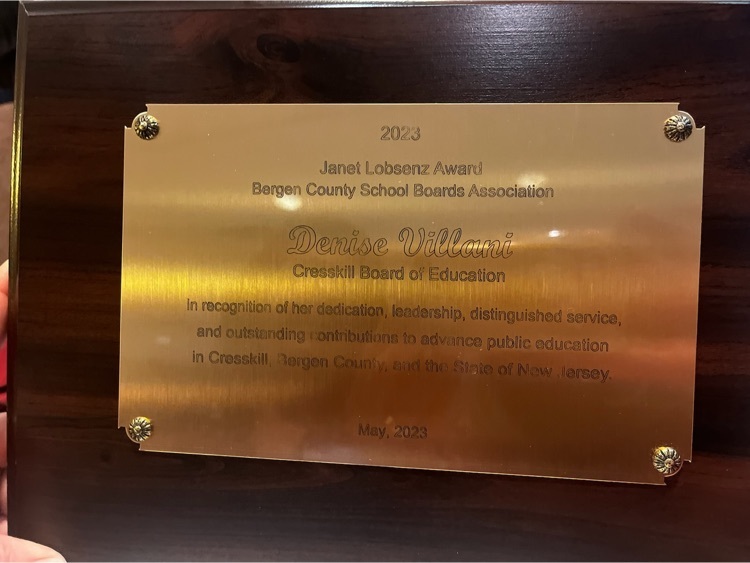 2023
Janet Lobsenz Award
Bergen County School Boards Association
Denise Villani
Cresskill Board of Education
In recognition of her dedication, leadership, distinguished service,
and outstanding contributions to advance public education
in Cresskill, Bergen County, and the State of New Jersey.
May, 2023